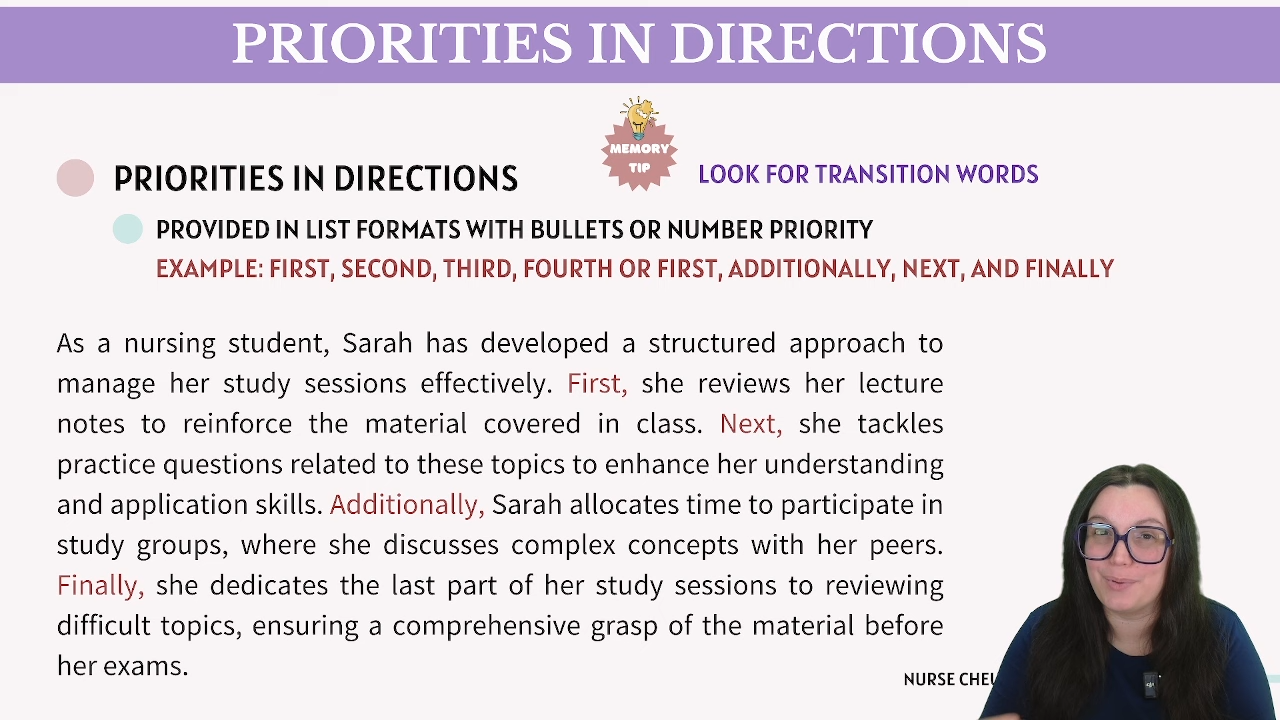 PRIORITIES IN DIRECTIONS
MEMORY
TIP
PRIORITIES IN DIRECTIONS
LOOK FOR TRANSITION WORDS
PROVIDED IN LIST FORMATS WITH BULLETS OR NUMBER PRIORITY
EXAMPLE: FIRST, SECOND, THIRD, FOURTH OR FIRST, ADDITIONALLY, NEXT, AND FINALLY
As a nursing student, Sarah has developed a structured approach to
manage her study sessions effectively. First, she reviews her lecture
notes to reinforce the material covered in class. Next, she tackles
practice questions related to these topics to enhance her understanding
and application skills. Additionally, Sarah allocates time to participate in
study groups, where she discusses complex concepts with her peers.
Finally, she dedicates the last part of her study sessions to reviewing
difficult topics, ensuring a comprehensive grasp of the material before
her exams.
NURSE